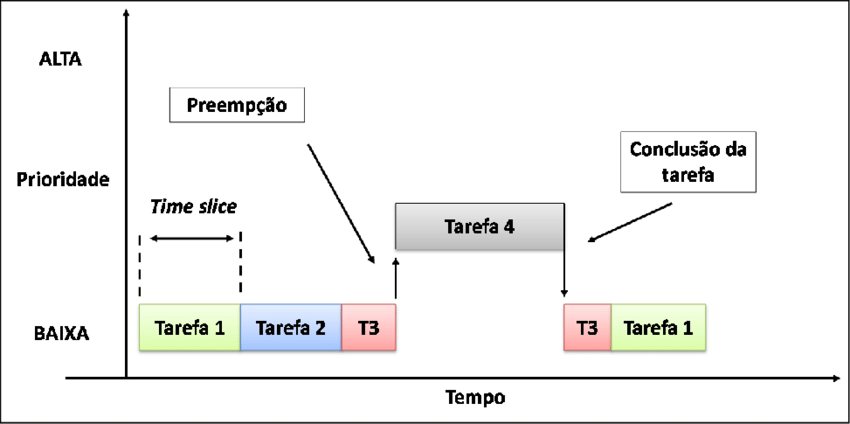 ALTA
Preempção
Conclusão da
tarefa
Prioridade
Time slice
Tarefa 4
BAIXA
Tarefa 1
Tarefa 2
T3
T3
Tarefa 1
Tempo